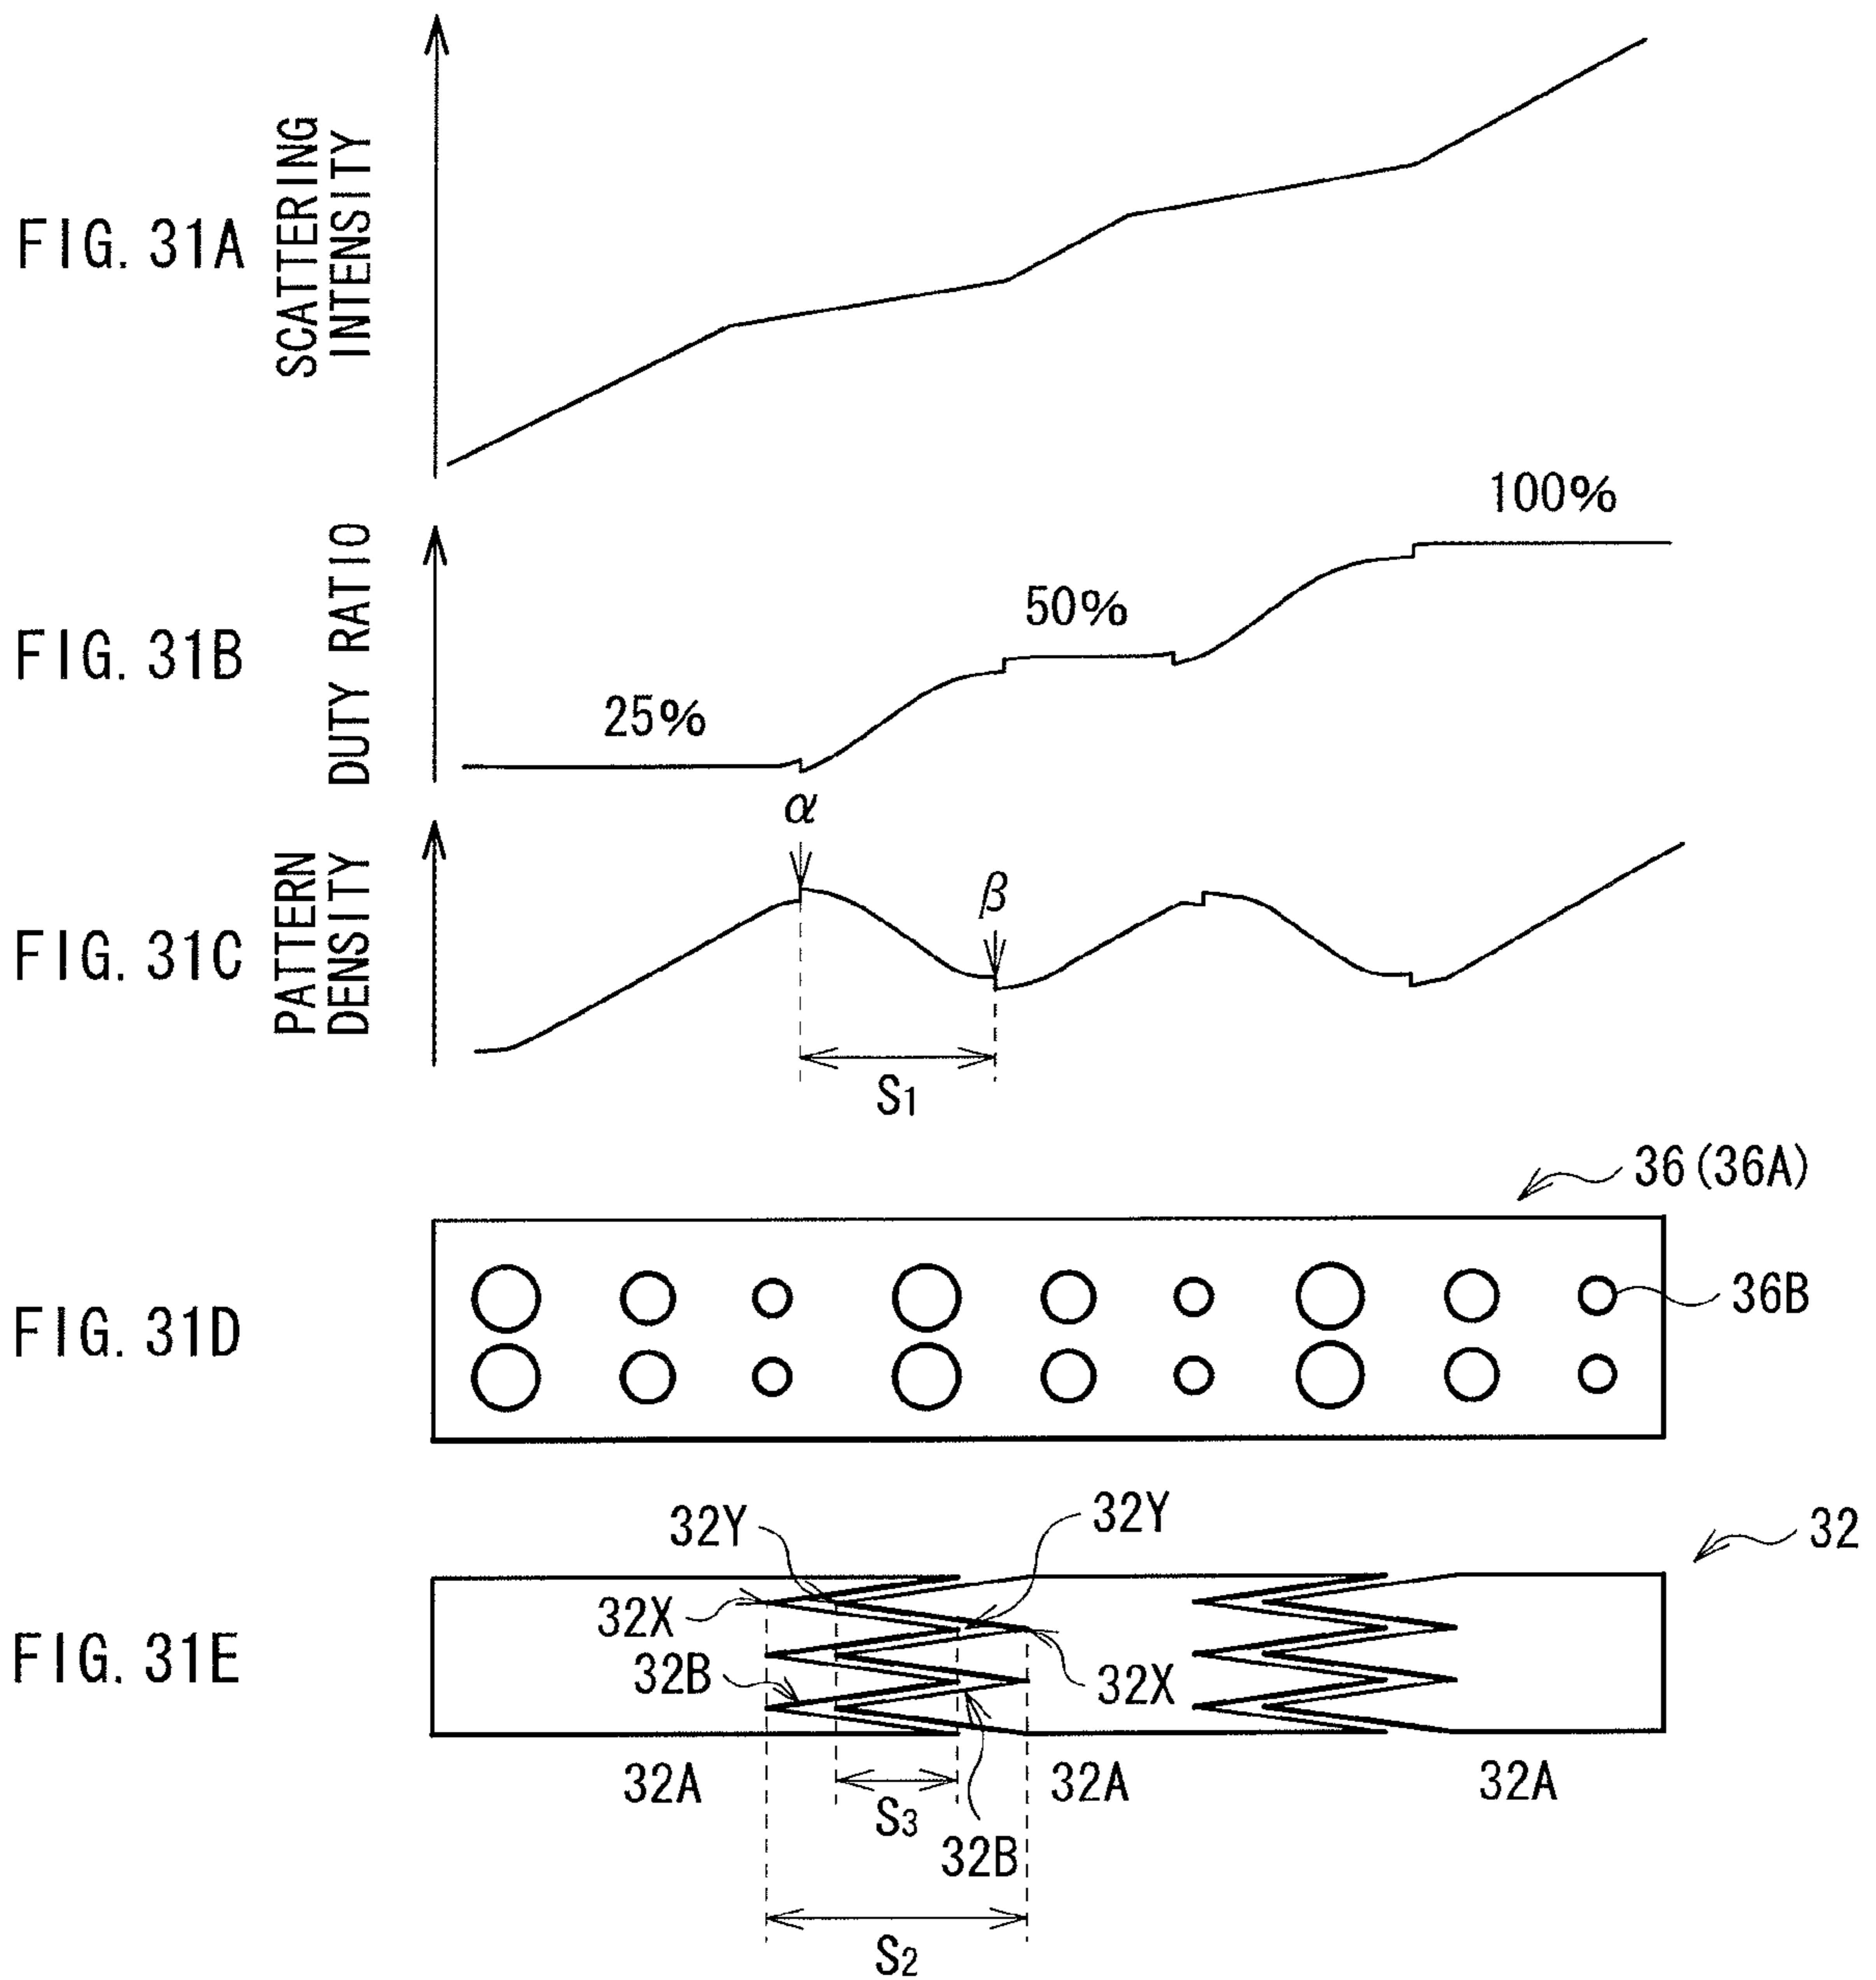 FIG. 31A
SCATTERING
INTENSITY
FIG. 31B
DUTY RATIO
25%
50%
100%
FIG. 31C
PATTERN
DENSITY
α
β
S1
FIG. 31D
36 (36A)
36B
FIG. 31E
32Y
32Y
32
32X
32B
32X
32A
32A
32A
S3
32B
S2